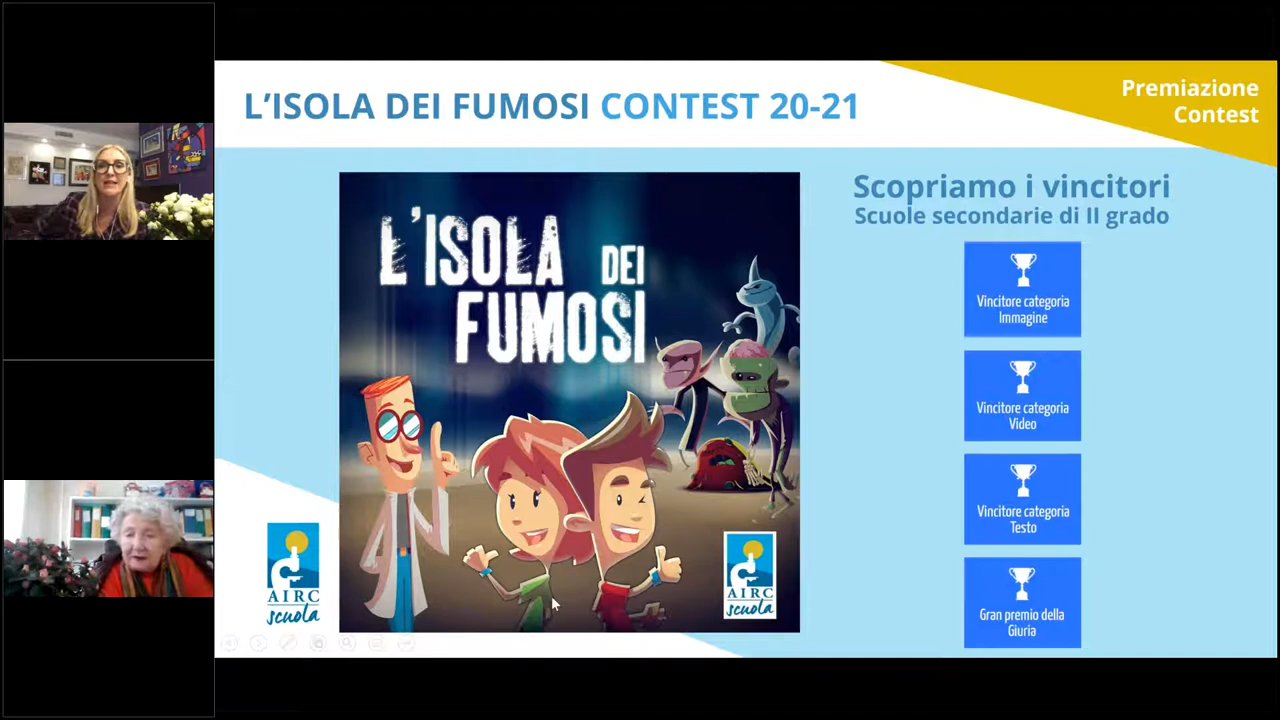 L'ISOLA DEI FUMOSI CONTEST 20-21
Premiazione
Contest
Scopriamo i vincitori
Scuole secondarie di II grado
L'ISOLA DEI
FUMOSI
Vincitore categoria
Immagine
Vincitore categoria
Video
Vincitore categoria
Testo
Gran premio della
Giuria
AIRC
scuola
AIRC
scuola